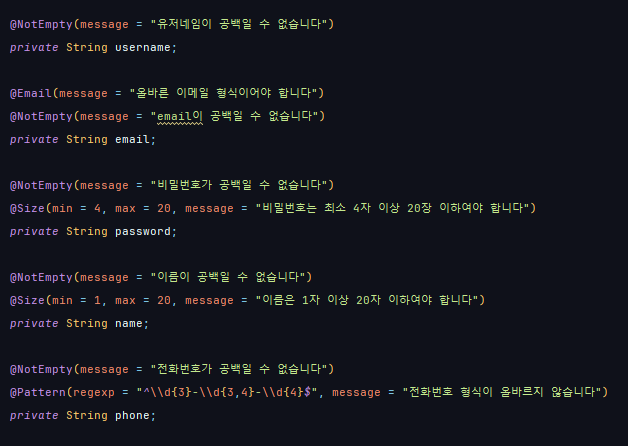 @NotEmpty(message = "유저네임이 공백일 수 없습니다")
private String username;
@Email(message = "올바른 이메일 형식이어야 합니다")
@NotEmpty(message = "email이 공백일 수 없습니다")
private String email;
@NotEmpty(message = "비밀번호가 공백일 수 없습니다")
@Size(min = 4, max = 20, message = "비밀번호는 최소 4자 이상 20장 이하여야 합니다")
private String password;
@NotEmpty(message = "이름이 공백일 수 없습니다")
@Size(min = 1, max = 20, message = "이름은 1자 이상 20자 이하여야 합니다")
private String name;
@NotEmpty(message = "전화번호가 공백일 수 없습니다")
@Pattern(regexp = "^\\d{3}-\\d{3,4}-\\d{4}$", message = "전화번호 형식이 올바르지 않습니다")
private String phone;